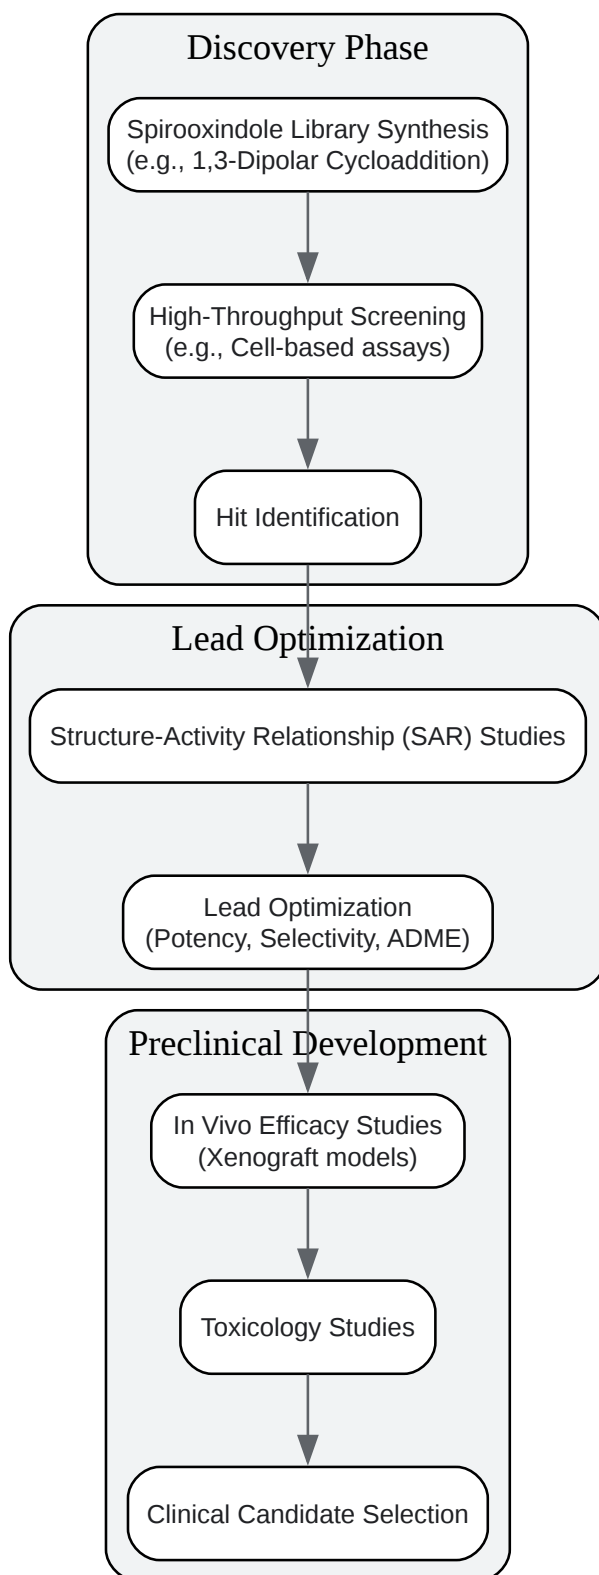 Discovery Phase
Spirooxindole Library Synthesis
(e.g., 1,3-Dipolar Cycloaddition)
High-Throughput Screening
(e.g., Cell-based assays)
Hit Identification
Lead Optimization
Structure-Activity Relationship (SAR) Studies
Lead Optimization
(Potency, Selectivity, ADME)
Preclinical Development
In Vivo Efficacy Studies
(Xenograft models)
Toxicology Studies
Clinical Candidate Selection